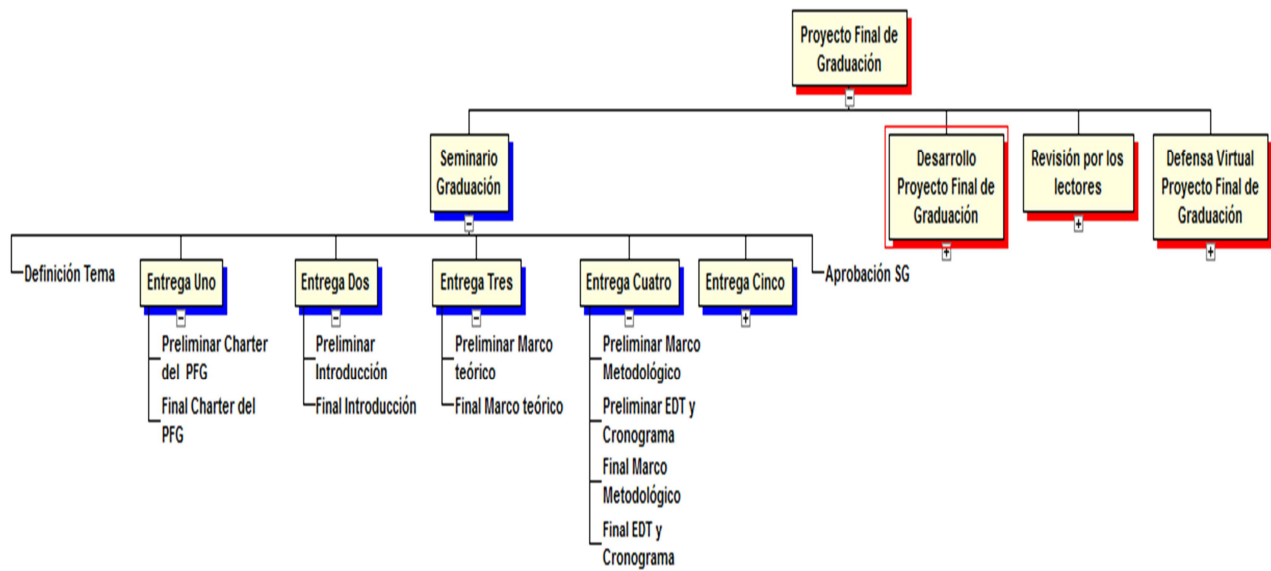 Proyecto Final de
Graduación
Seminario
Graduación
Desarrollo
Proyecto Final de
Graduación
Revisión por los
lectores
Defensa Virtual
Proyecto Final de
Graduación
Definición Tema
Entrega Uno
Entrega Dos
Entrega Tres
Entrega Cuatro
Entrega Cinco
Aprobación SG
Preliminar Charter
del PFG
Final Charter del
PFG
Preliminar
Introducción
Final Introducción
Preliminar Marco
teórico
Final Marco teórico
Preliminar Marco
Metodológico
Preliminar EDT y
Cronograma
Final Marco
Metodológico
Final EDT y
Cronograma